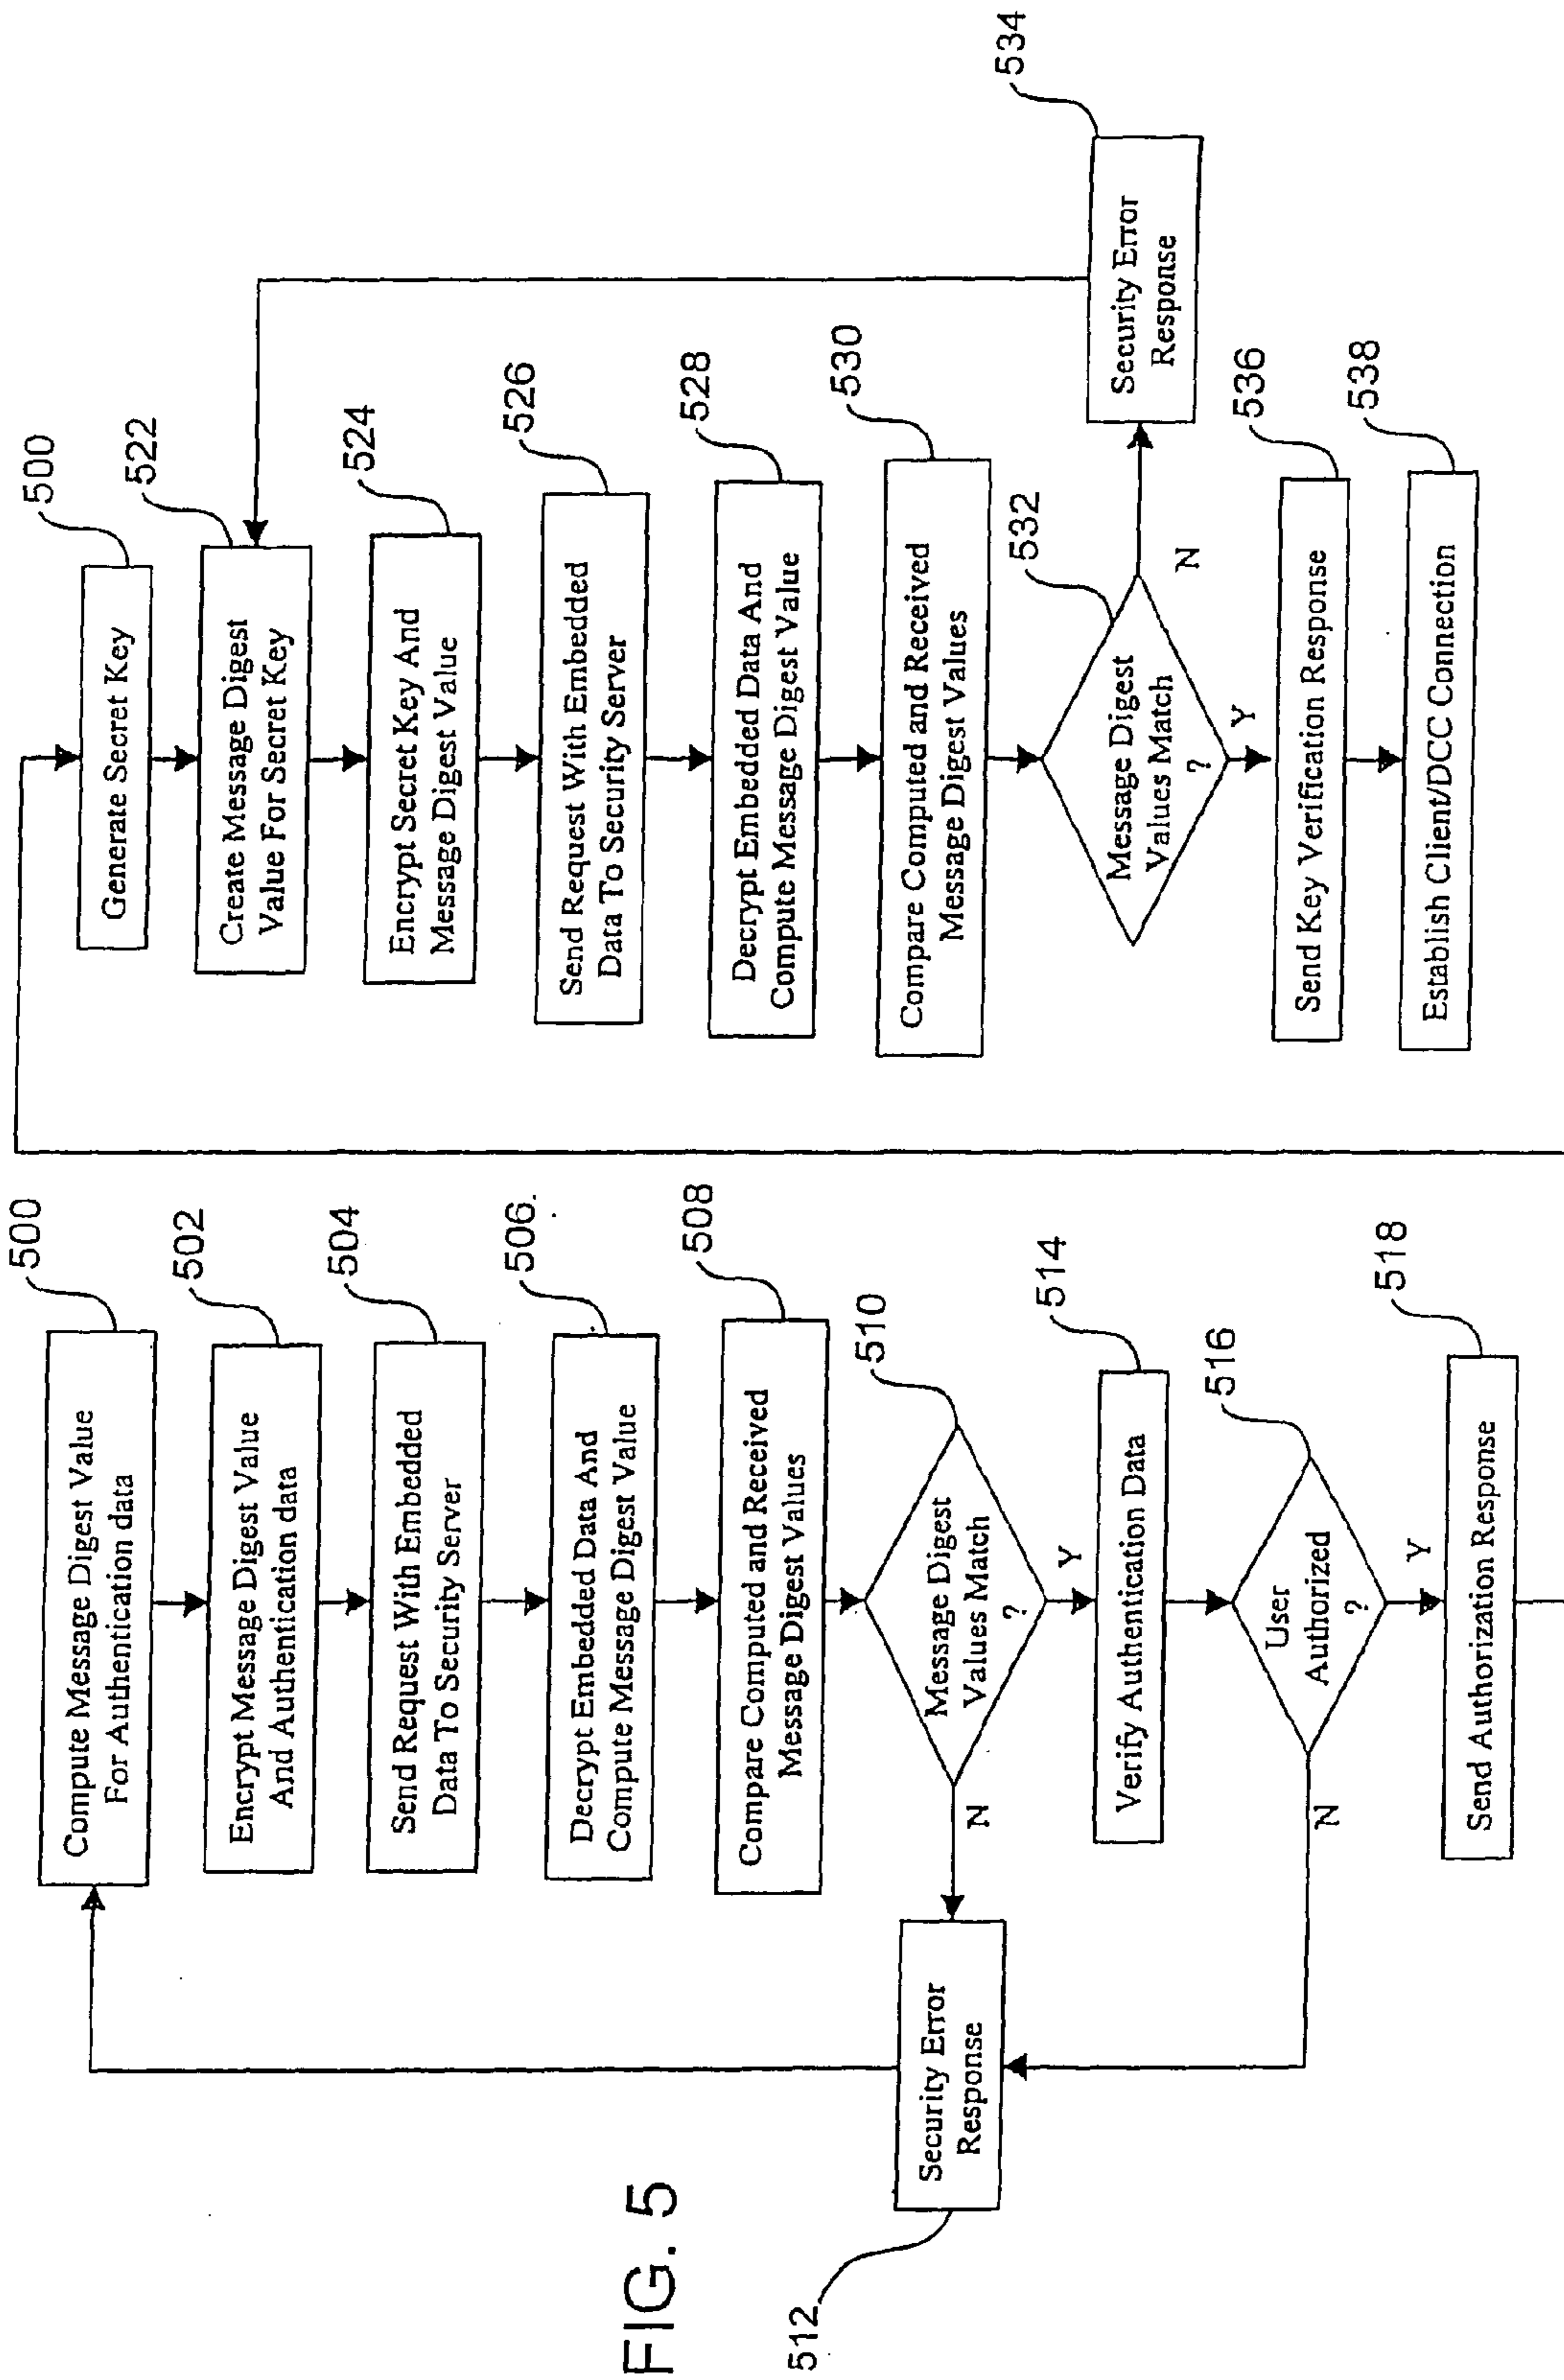 500
Compute Message Digest Value
For Authentication data
502
Encrypt Message Digest Value
And Authentication data
504
Send Request With Embedded
Data To Security Server
506
Decrypt Embedded Data And
Compute Message Digest Value
508
Compare Computed and Received
Message Digest Values
510
Message Digest
Values Match
?
N
Y
512
Security Error
Response
514
Verify Authentication Data
516
User
Authorized
?
N
Y
518
Send Authorization Response
500
Generate Secret Key
522
Create Message Digest
Value For Secret Key
524
Encrypt Secret Key And
Message Digest Value
526
Send Request With Embedded
Data To Security Server
528
Decrypt Embedded Data And
Compute Message Digest Value
530
Compare Computed and Received
Message Digest Values
532
Message Digest
Values Match
?
N
Y
534
Security Error
Response
536
Send Key Verification Response
538
Establish Client/DCC Connection
FIG. 5